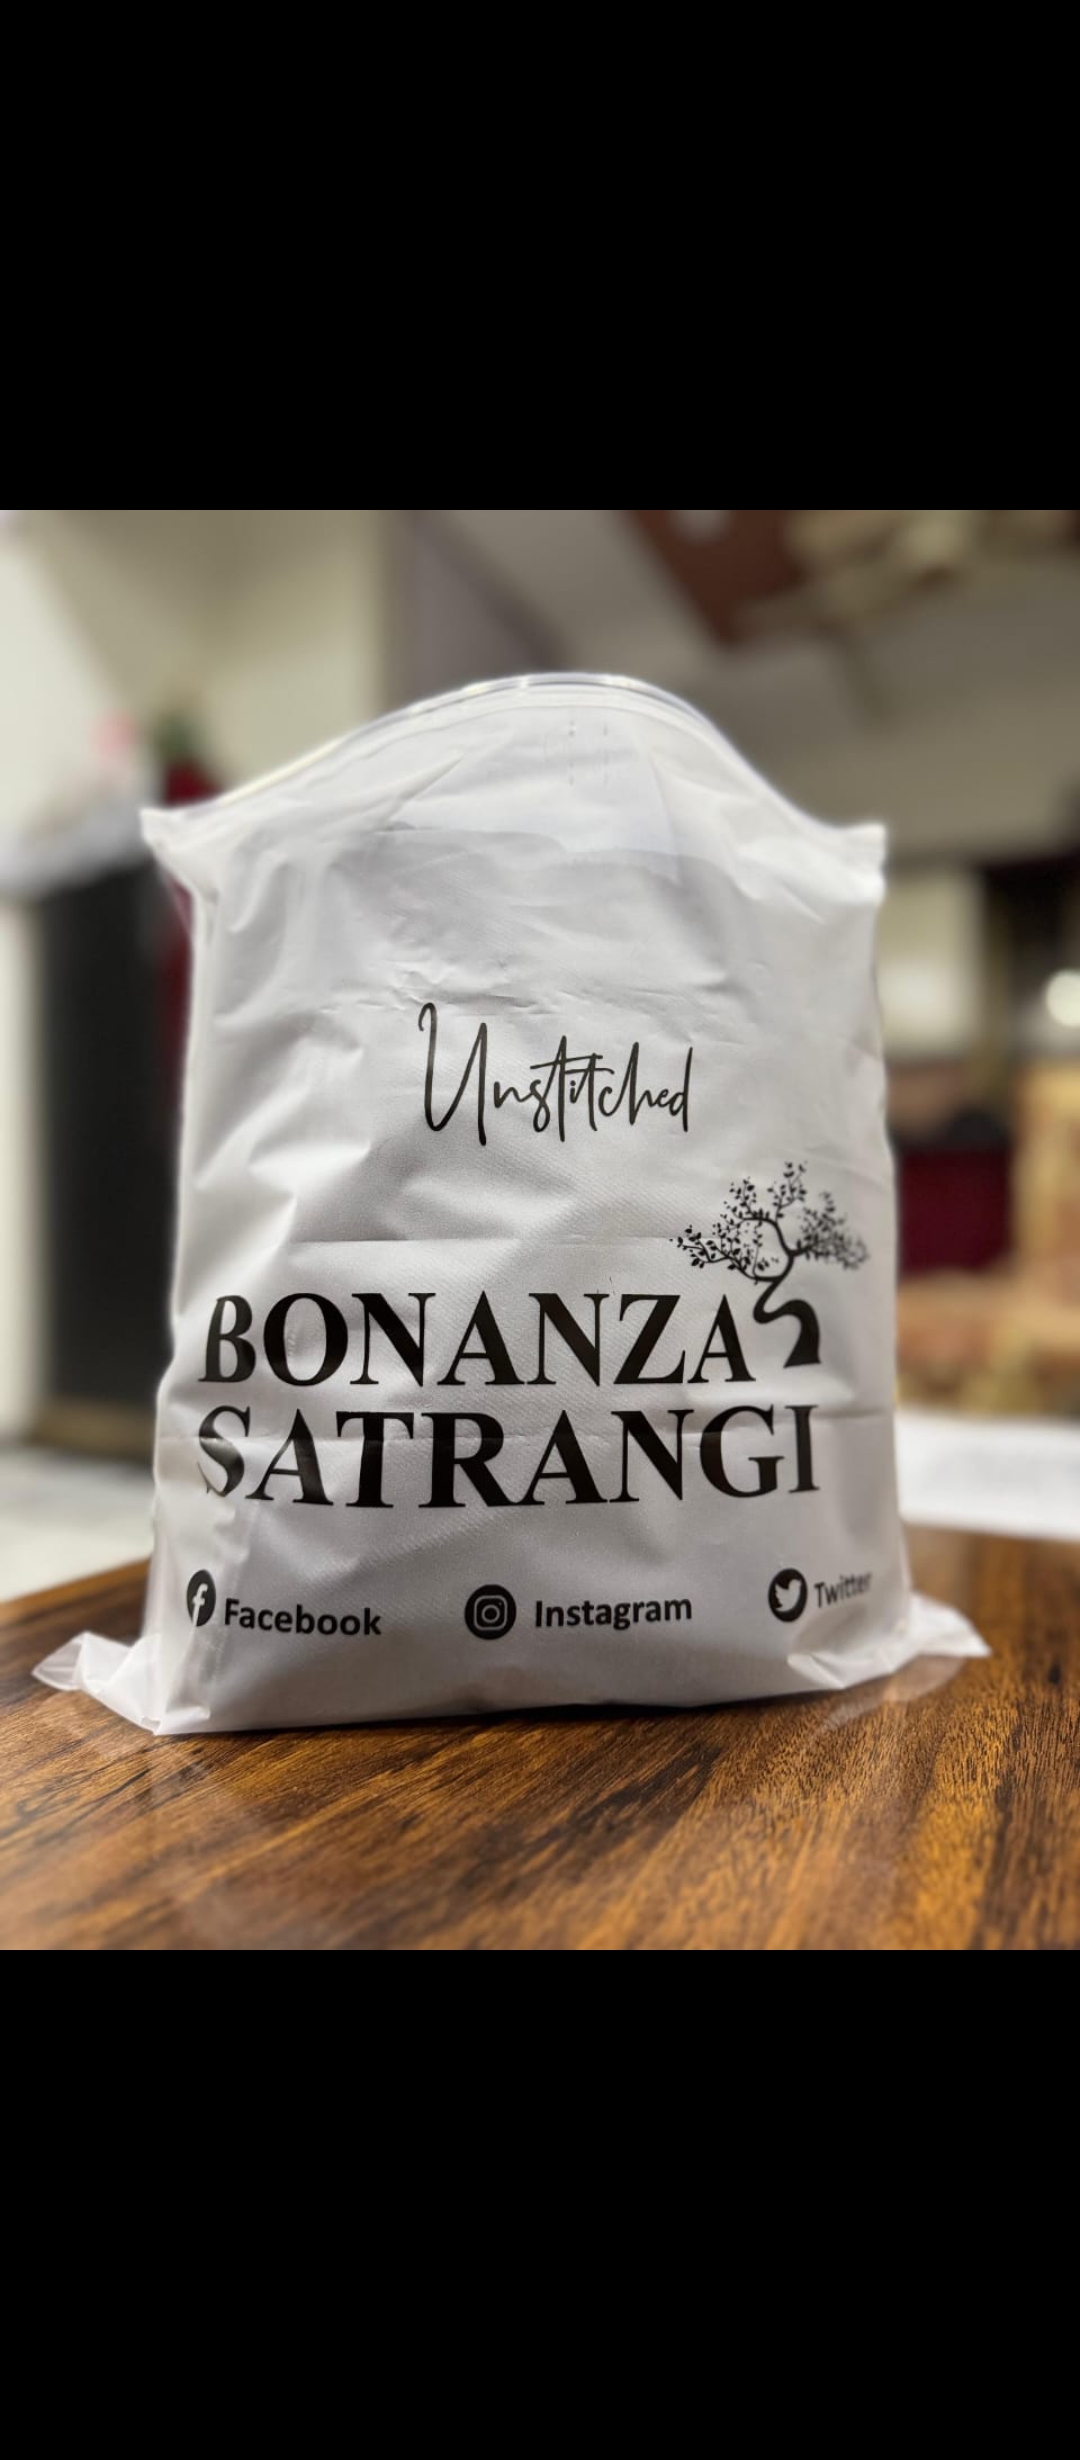 Unstitched
BONANZA
SATRANGI
Facebook Instagram Twitter